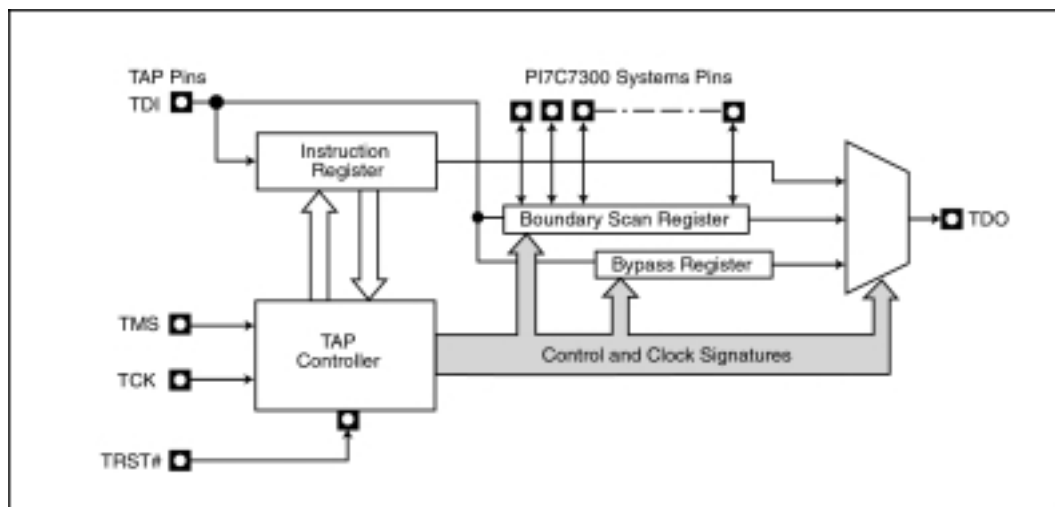 TAP Pins
TDI
PI7C7300 Systems Pins
Instruction
Register
Boundary Scan Register
TDO
Bypass Register
TMS
TAP
Controller
Control and Clock Signatures
TCK
TRST#